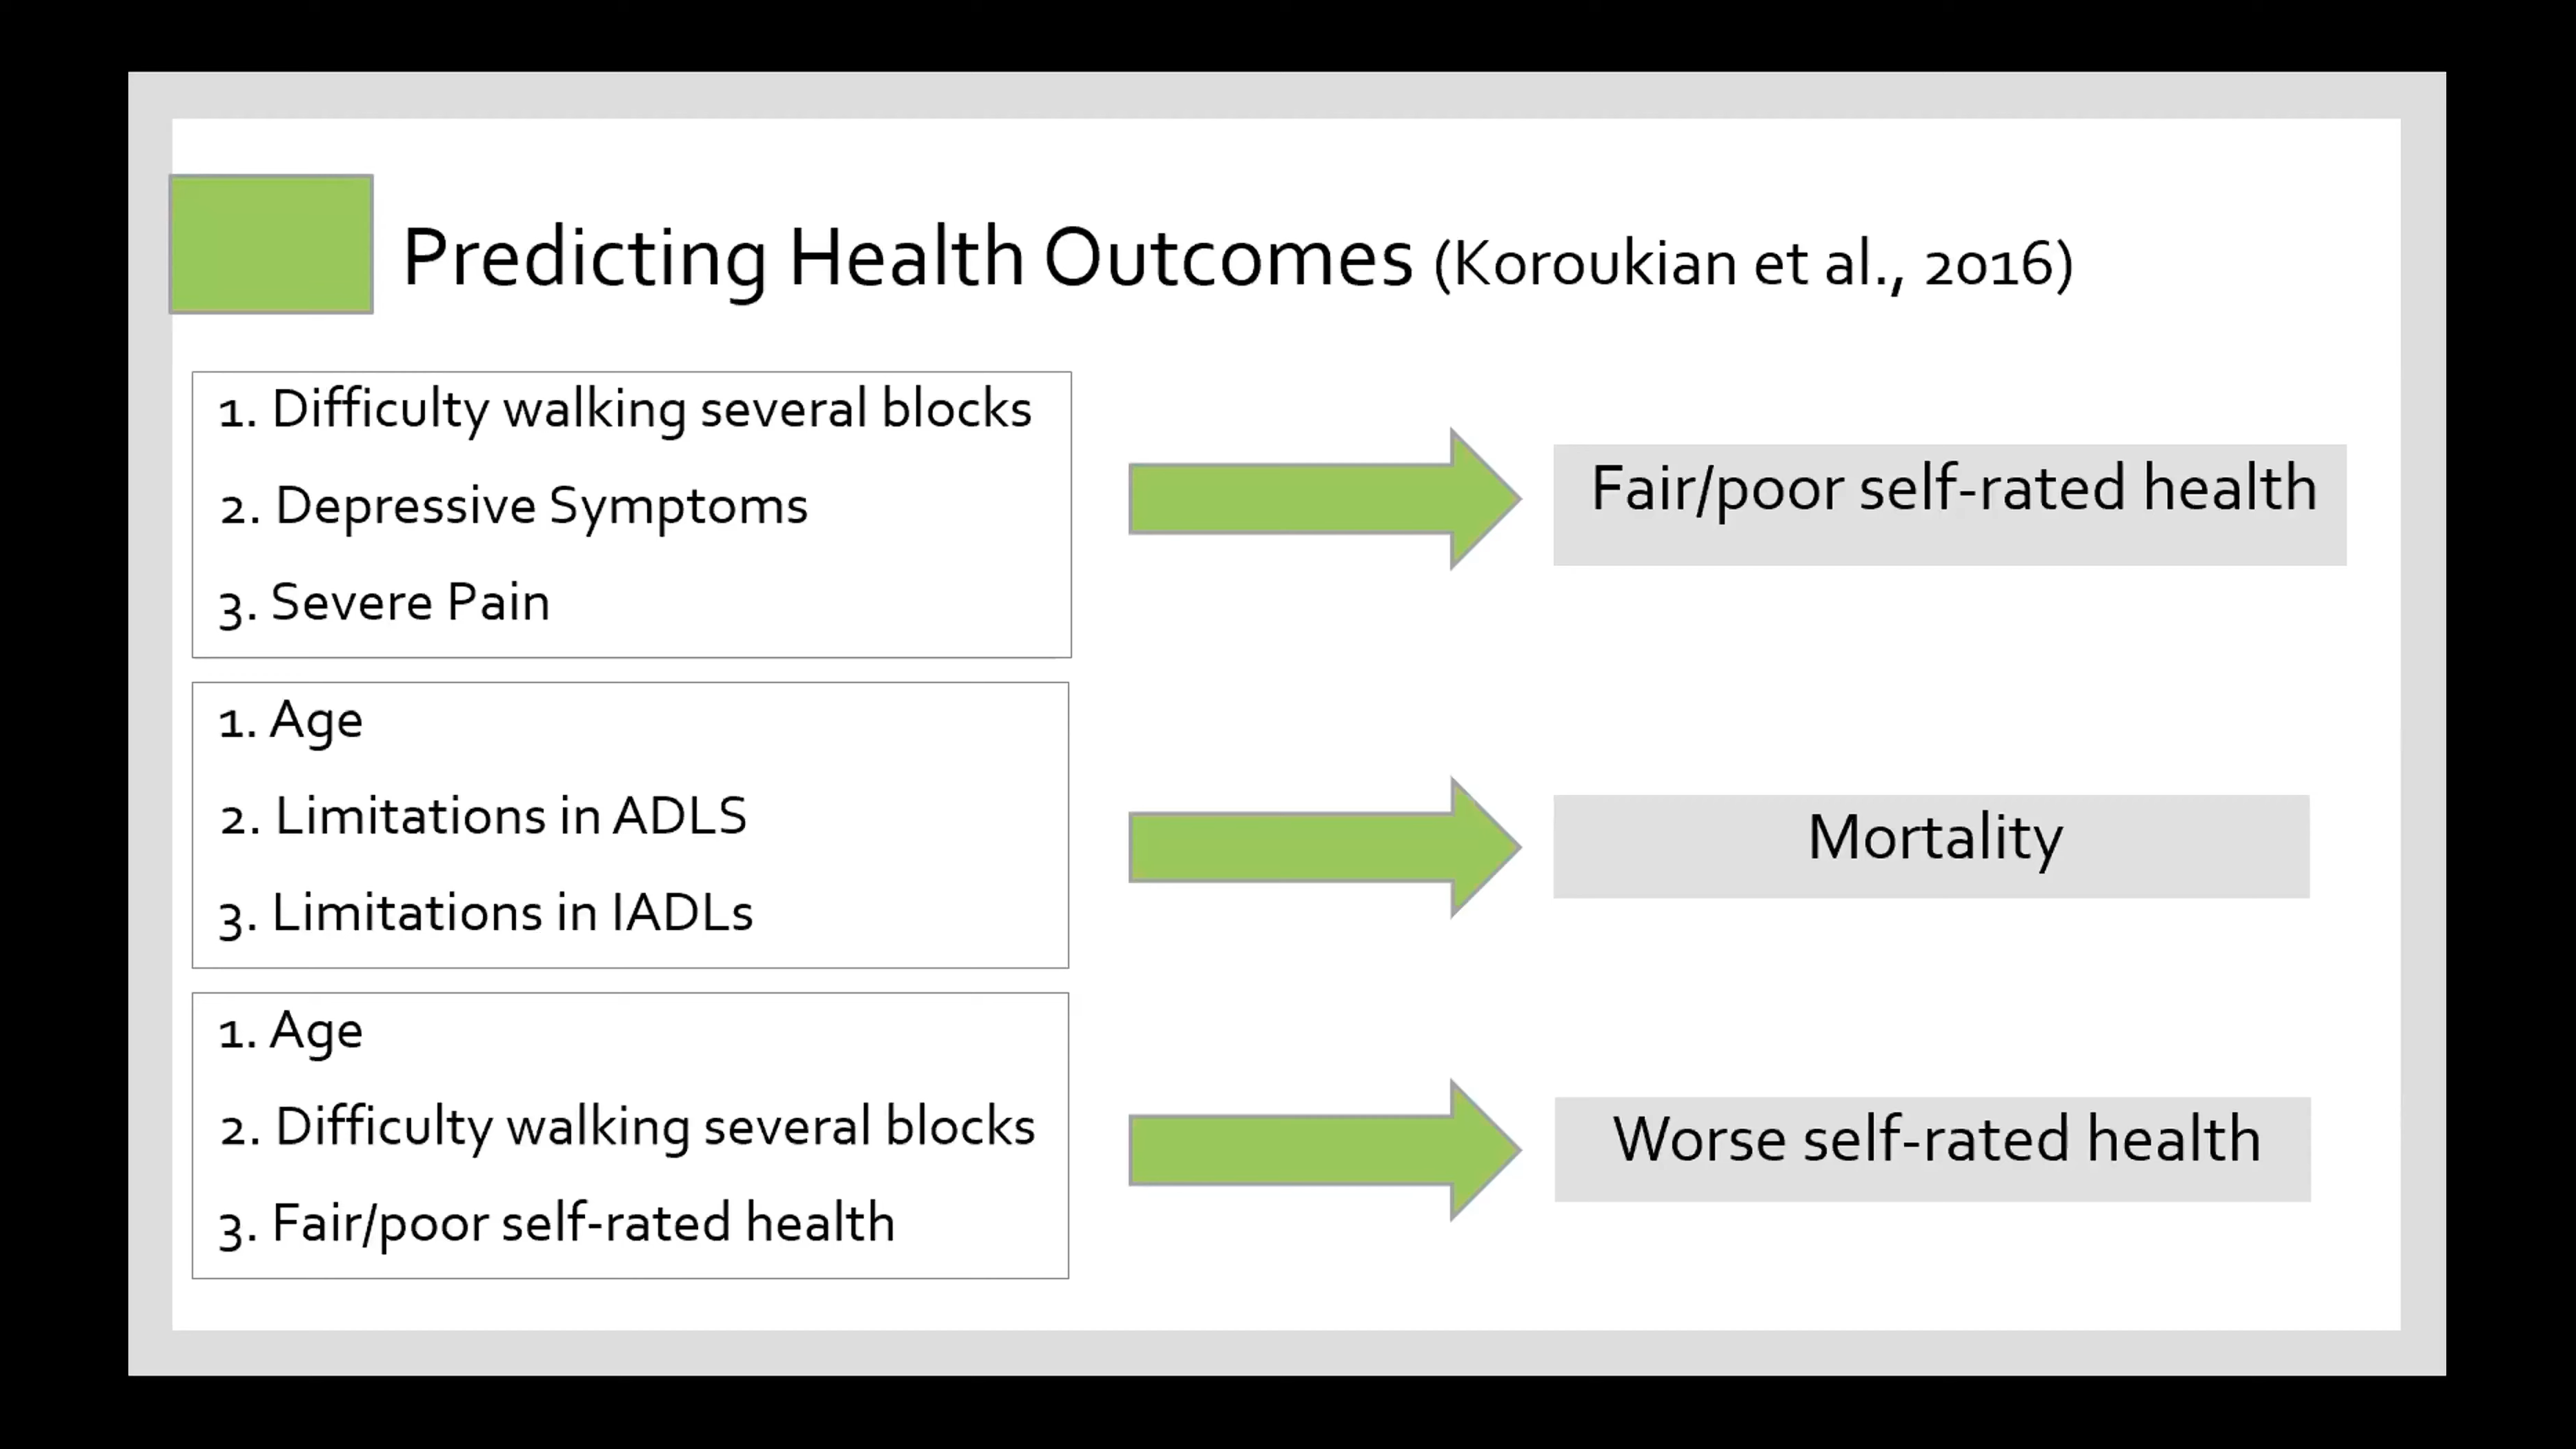 Predicting Health Outcomes (Koroukian et al., 2016)
1. Difficulty walking several blocks
2. Depressive Symptoms
3. Severe Pain
Fair/poor self-rated health
1. Age
2. Limitations in ADLS
3. Limitations in IADLs
Mortality
1. Age
2. Difficulty walking several blocks
3. Fair/poor self-rated health
Worse self-rated health